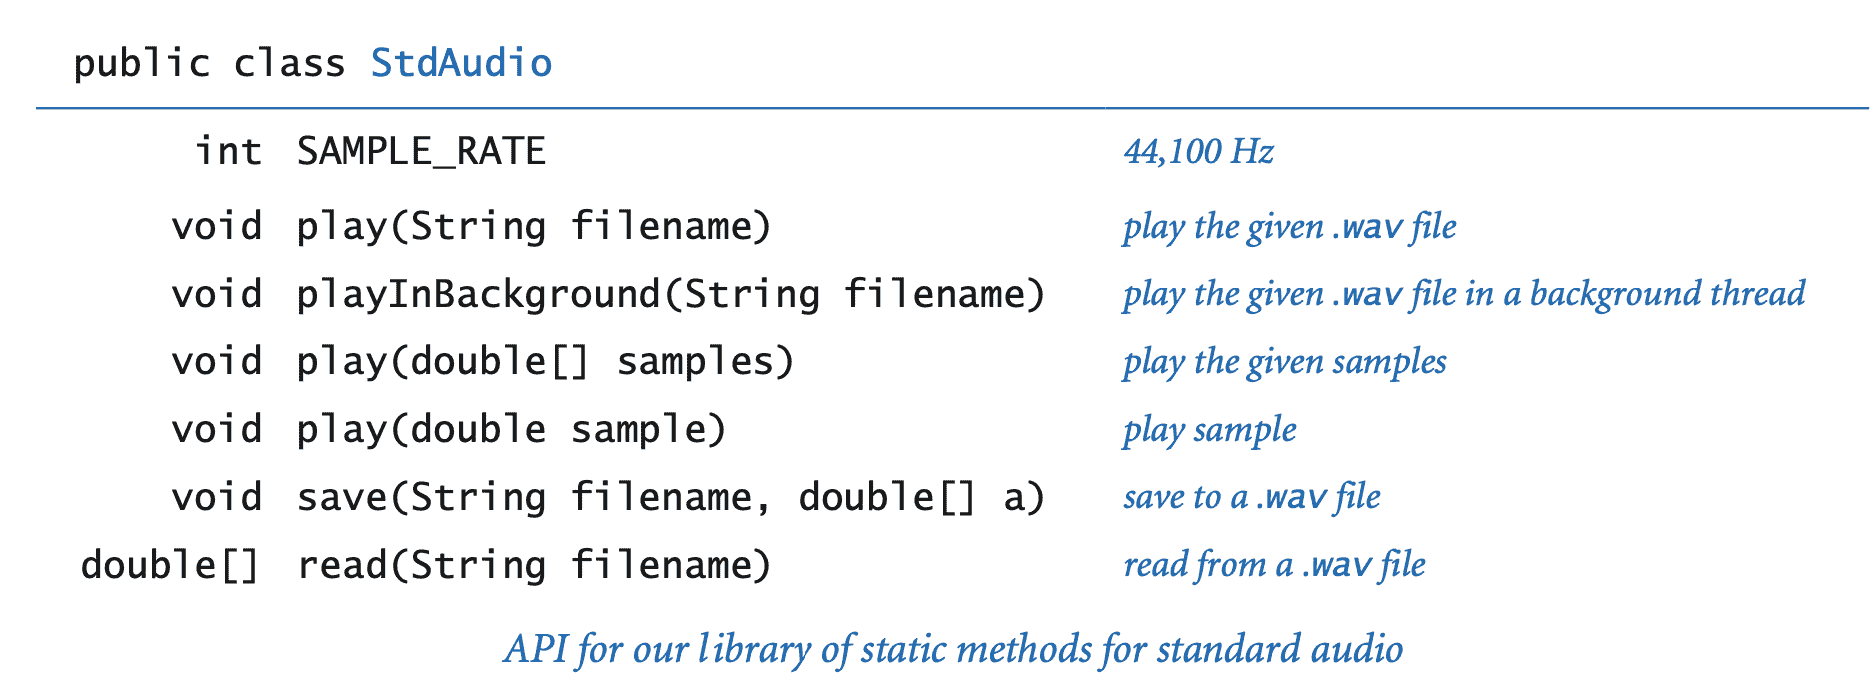 public class StdAudio
int SAMPLE_RATE 44,100 Hz
void play(String filename) play the given .wav file
void playInBackground(String filename) play the given .wav file in a background thread
void play(double[] samples) play the given samples
void play(double sample) play sample
void save(String filename, double[] a) save to a .wav file
double[] read(String filename) read from a .wav file
API for our library of static methods for standard audio